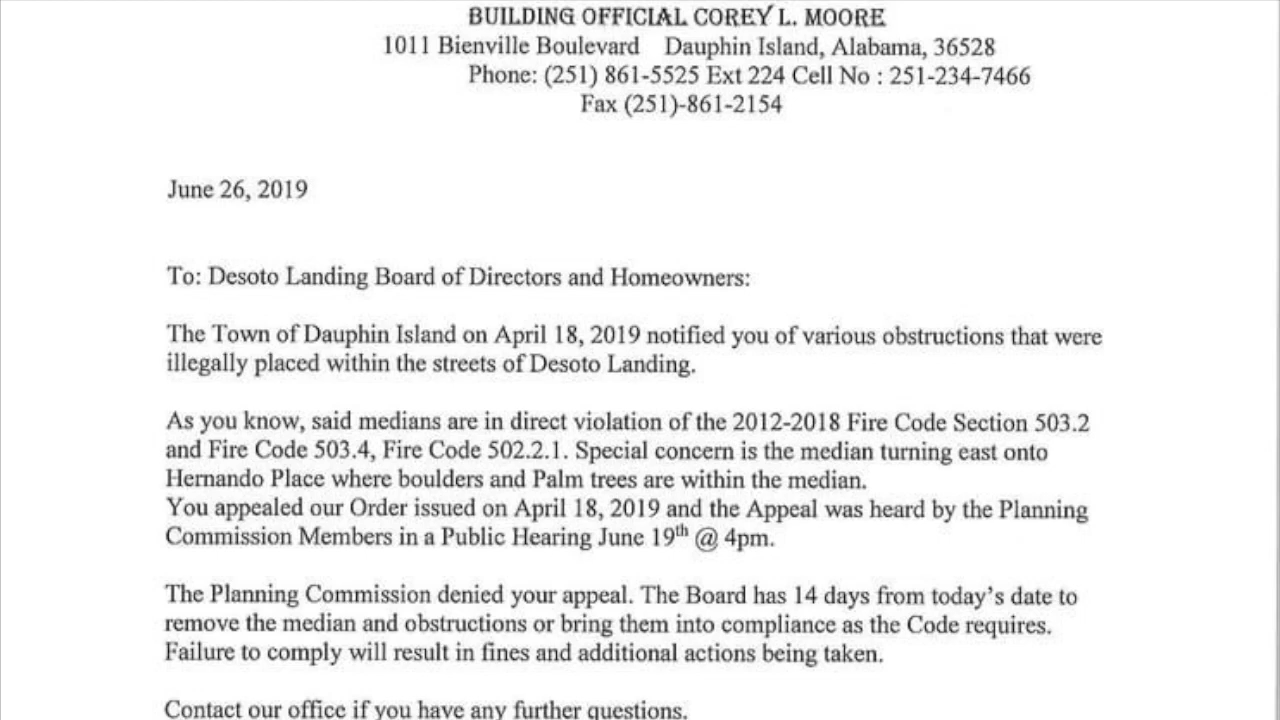 BUILDING OFFICIAL COREY L. MOORE
1011 Bienville Boulevard Dauphin Island, Alabama, 36528
Phone: (251) 861-5525 Ext 224 Cell No : 251-234-7466
Fax (251)-861-2154
June 26, 2019
To: Desoto Landing Board of Directors and Homeowners:
The Town of Dauphin Island on April 18, 2019 notified you of various obstructions that were
illegally placed within the streets of Desoto Landing.
As you know, said medians are in direct violation of the 2012-2018 Fire Code Section 503.2
and Fire Code 503.4, Fire Code 502.2.1. Special concern is the median turning east onto
Hernando Place where boulders and Palm trees are within the median.
You appealed our Order issued on April 18, 2019 and the Appeal was heard by the Planning
Commission Members in a Public Hearing June 19th @ 4pm.
The Planning Commission denied your appeal. The Board has 14 days from today's date to
remove the median and obstructions or bring them into compliance as the Code requires.
Failure to comply will result in fines and additional actions being taken.
Contact our office if you have any further questions.